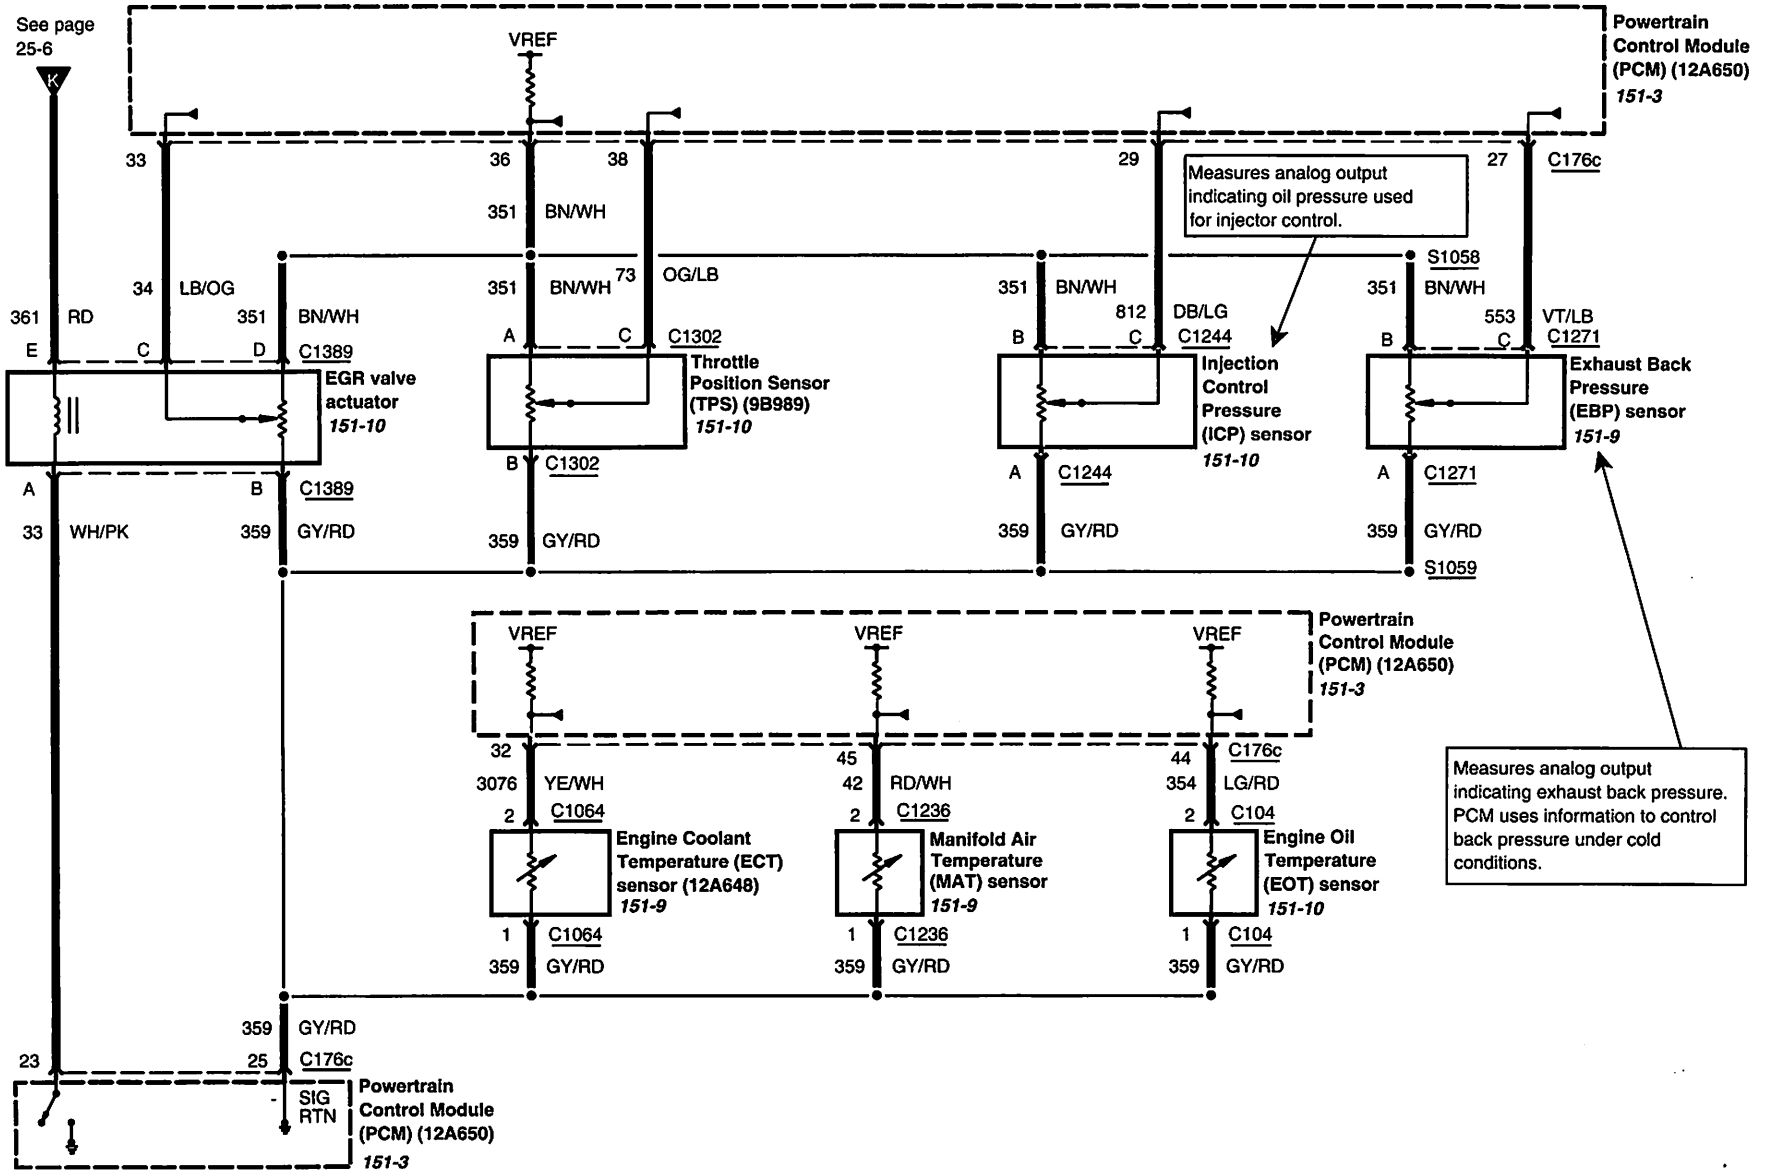 See page
25-6
K
VREF
Powertrain
Control Module
(PCM) (12A650)
151-3
33
36
38
29
27
C176c
Measures analog output
indicating oil pressure used
for injector control.
351 BN/WH
S1058
34 LB/OG
351 BN/WH
73 OG/LB
351 BN/WH
351 BN/WH
361 RD
351 BN/WH
812 DB/LG
553 VT/LB
E
C
D
C1389
A
C
C1302
B
C
C1244
B
C
C1271
EGR valve
actuator
151-10
Throttle
Position Sensor
(TPS) (9B989)
151-10
Injection
Control
Pressure
(ICP) sensor
151-10
Exhaust Back
Pressure
(EBP) sensor
151-9
A
B
C1389
B
C1302
A
C1244
A
C1271
33 WH/PK
359 GY/RD
359 GY/RD
359 GY/RD
359 GY/RD
S1059
VREF
VREF
VREF
Powertrain
Control Module
(PCM) (12A650)
151-3
32
45
44
C176c
3076 YE/WH
42 RD/WH
354 LG/RD
2
C1064
2
C1236
2
C104
Engine Coolant
Temperature (ECT)
sensor (12A648)
151-9
Manifold Air
Temperature
(MAT) sensor
151-9
Engine Oil
Temperature
(EOT) sensor
151-10
Measures analog output
indicating exhaust back pressure.
PCM uses information to control
back pressure under cold
conditions.
1
C1064
1
C1236
1
C104
359 GY/RD
359 GY/RD
359 GY/RD
359 GY/RD
23
25
C176c
SIG
RTN
Powertrain
Control Module
(PCM) (12A650)
151-3